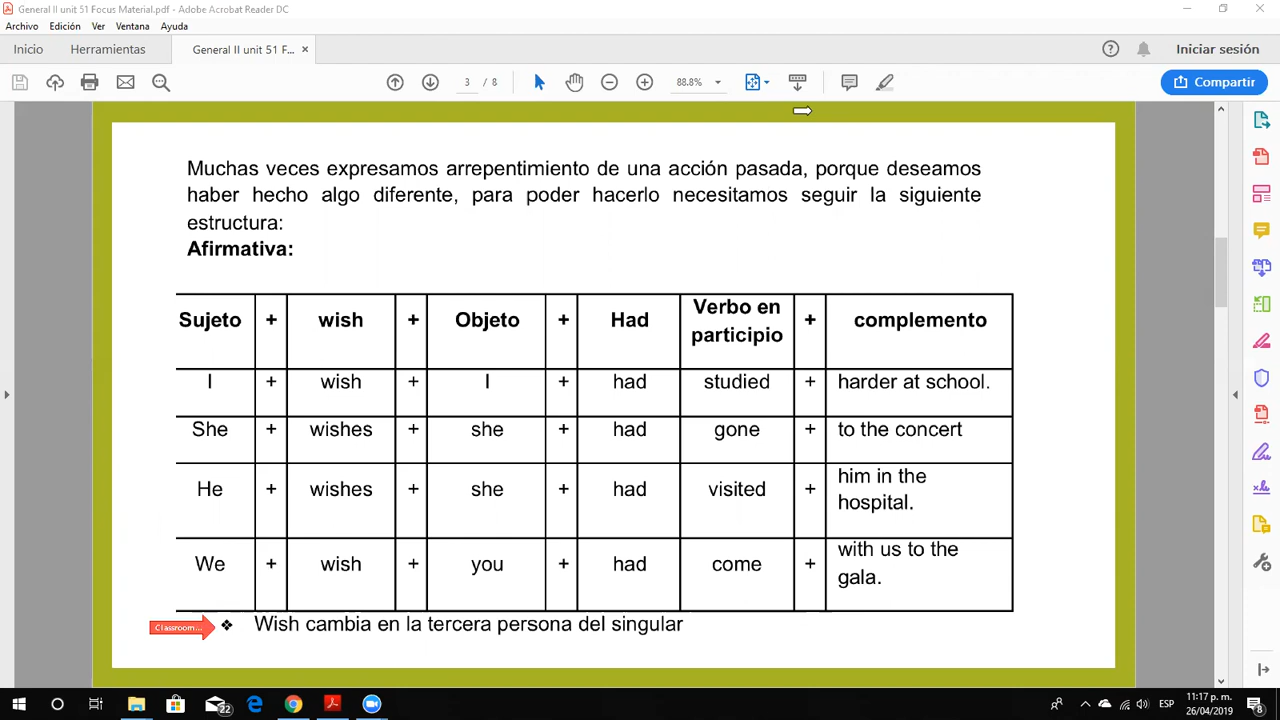 General II unit 51 Focus Material.pdf - Adobe Acrobat Reader DC
Archivo Edición Ver Ventana Ayuda
Inicio Herramientas General II unit 51 F... × Iniciar sesión
3 / 8 88.8% Compartir
Muchas veces expresamos arrepentimiento de una acción pasada, porque deseamos
haber hecho algo diferente, para poder hacerlo necesitamos seguir la siguiente
estructura:
Afirmativa:
Sujeto + wish + Objeto + Had Verbo en participio + complemento
I + wish + I + had studied + harder at school.
She + wishes + she + had gone + to the concert
He + wishes + she + had visited + him in the
hospital.
We + wish + you + had come + with us to the
gala.
Classroom... ❖ Wish cambia en la tercera persona del singular
22 ESP 11:17 p. m.
26/04/2019 8